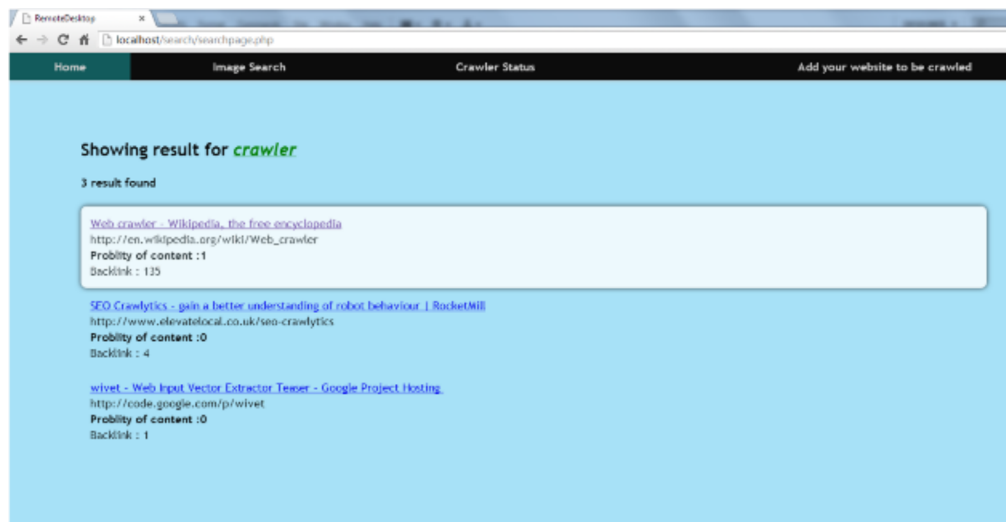 RemoteDesktop
localhost/search/searchpage.php
Home Image Search Crawler Status Add your website to be crawled
Showing result for crawler
3 result found
Web crawler - Wikipedia, the free encyclopedia
http://en.wikipedia.org/wiki/Web_crawler
Problity of content :1
Backlink : 135
SEO Crawlytics - gain a better understanding of robot behaviour | RocketMill
http://www.elevatelocal.co.uk/seo-crawlytics
Problity of content :0
Backlink : 4
wivet - Web Input Vector Extractor Teaser - Google Project Hosting
http://code.google.com/p/wivet
Problity of content :0
Backlink : 1